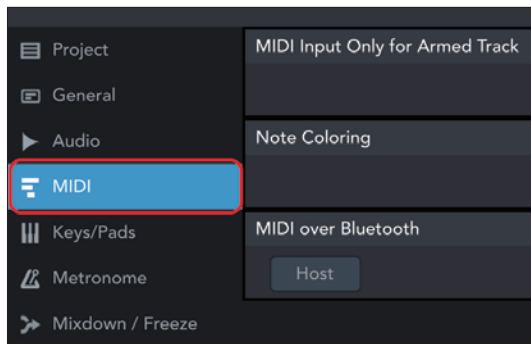 Project
General
Audio
MIDI
Keys/Pads
Metronome
Mixdown / Freeze
MIDI Input Only for Armed Track
Note Coloring
MIDI over Bluetooth
Host